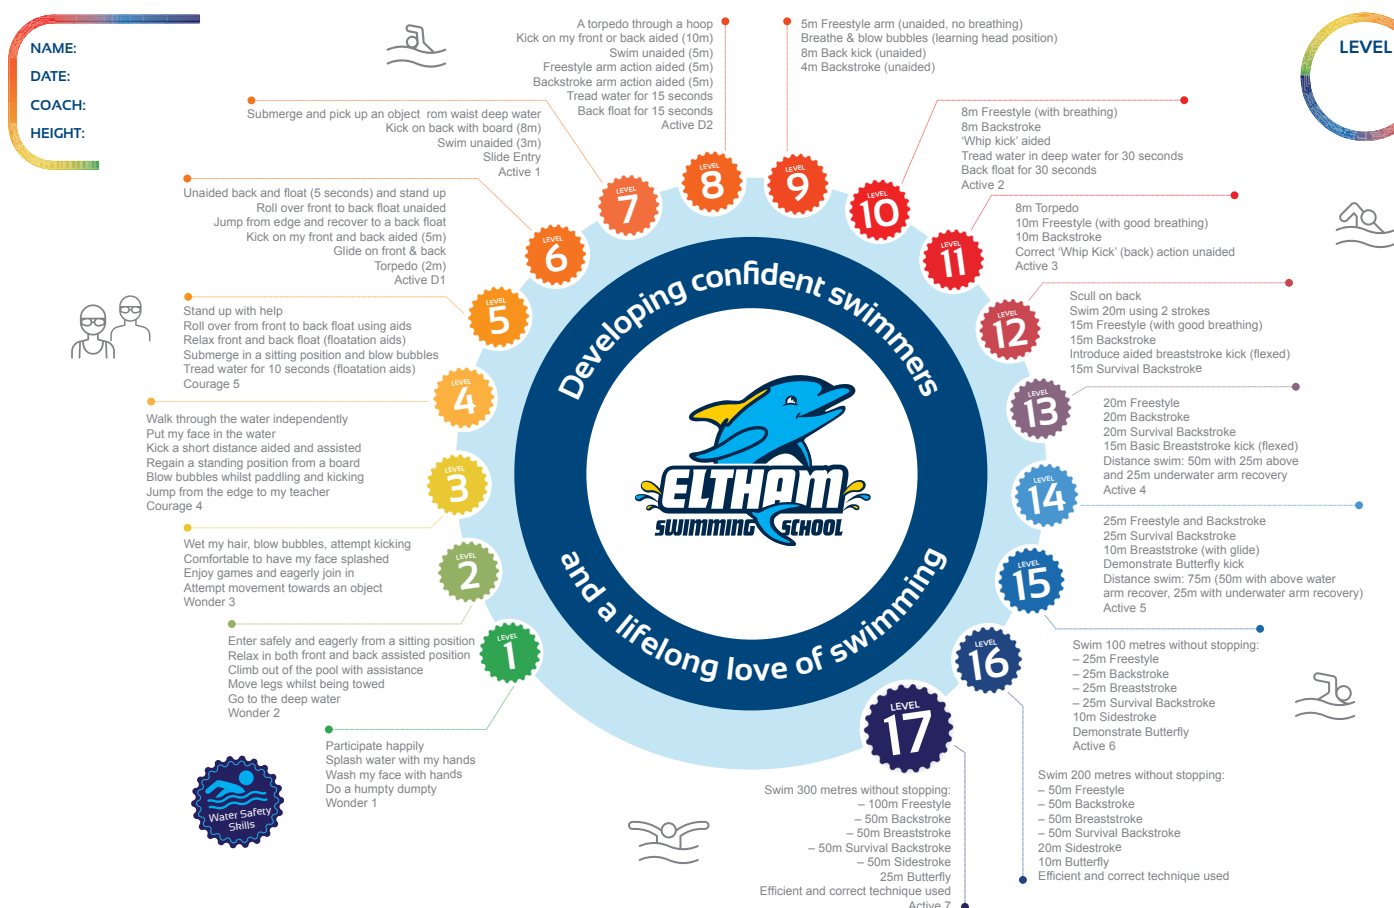 NAME:
DATE:
COACH:
HEIGHT:
LEVEL
A torpedo through a hoop
Kick on my front or back aided (10m)
Swim unaided (5m)
Freestyle arm action aided (5m)
Backstroke arm action aided (5m)
Tread water for 15 seconds
Back float for 15 seconds
Active D2
5m Freestyle arm (unaided, no breathing)
Breathe & blow bubbles (learning head position)
8m Back kick (unaided)
4m Backstroke (unaided)
Submerge and pick up an object rom waist deep water
Kick on back with board (8m)
Swim unaided (3m)
Slide Entry
Active 1
8m Freestyle (with breathing)
8m Backstroke
‘Whip kick’ aided
Tread water in deep water for 30 seconds
Back float for 30 seconds
Active 2
Unaided back and float (5 seconds) and stand up
Roll over front to back float unaided
Jump from edge and recover to a back float
Kick on my front and back aided (5m)
Glide on front & back
Torpedo (2m)
Active D1
8m Torpedo
10m Freestyle (with good breathing)
10m Backstroke
Correct ‘Whip Kick’ (back) action unaided
Active 3
Stand up with help
Roll over from front to back float using aids
Relax front and back float (floatation aids)
Submerge in a sitting position and blow bubbles
Tread water for 10 seconds (floatation aids)
Courage 5
Scull on back
Swim 20m using 2 strokes
15m Freestyle (with good breathing)
15m Backstroke
Introduce aided breaststroke kick (flexed)
15m Survival Backstroke
Walk through the water independently
Put my face in the water
Kick a short distance aided and assisted
Regain a standing position from a board
Blow bubbles whilst paddling and kicking
Jump from the edge to my teacher
Courage 4
20m Freestyle
20m Backstroke
20m Survival Backstroke
15m Basic Breaststroke kick (flexed)
Distance swim: 50m with 25m above
and 25m underwater arm recovery
Active 4
Wet my hair, blow bubbles, attempt kicking
Comfortable to have my face splashed
Enjoy games and eagerly join in
Attempt movement towards an object
Wonder 3
25m Freestyle and Backstroke
25m Survival Backstroke
10m Breaststroke (with glide)
Demonstrate Butterfly kick
Distance swim: 75m (50m with above water
arm recover, 25m with underwater arm recovery)
Active 5
Enter safely and eagerly from a sitting position
Relax in both front and back assisted position
Climb out of the pool with assistance
Move legs whilst being towed
Go to the deep water
Wonder 2
Swim 100 metres without stopping:
– 25m Freestyle
– 25m Backstroke
– 25m Breaststroke
– 25m Survival Backstroke
10m Sidestroke
Demonstrate Butterfly
Active 6
Participate happily
Splash water with my hands
Wash my face with hands
Do a humpty dumpty
Wonder 1
Swim 200 metres without stopping:
– 50m Freestyle
– 50m Backstroke
– 50m Breaststroke
– 50m Survival Backstroke
20m Sidestroke
10m Butterfly
Efficient and correct technique used
Swim 300 metres without stopping:
– 100m Freestyle
– 50m Backstroke
– 50m Breaststroke
– 50m Survival Backstroke
– 50m Sidestroke
25m Butterfly
Efficient and correct technique used
Active 7
LEVEL 1
LEVEL 2
LEVEL 3
LEVEL 4
LEVEL 5
LEVEL 6
LEVEL 7
LEVEL 8
LEVEL 9
LEVEL 10
LEVEL 11
LEVEL 12
LEVEL 13
LEVEL 14
LEVEL 15
LEVEL 16
LEVEL 17
Developing confident swimmers
and a lifelong love of swimming
ELTHAM
SWIMMING SCHOOL
Water Safety
Skills